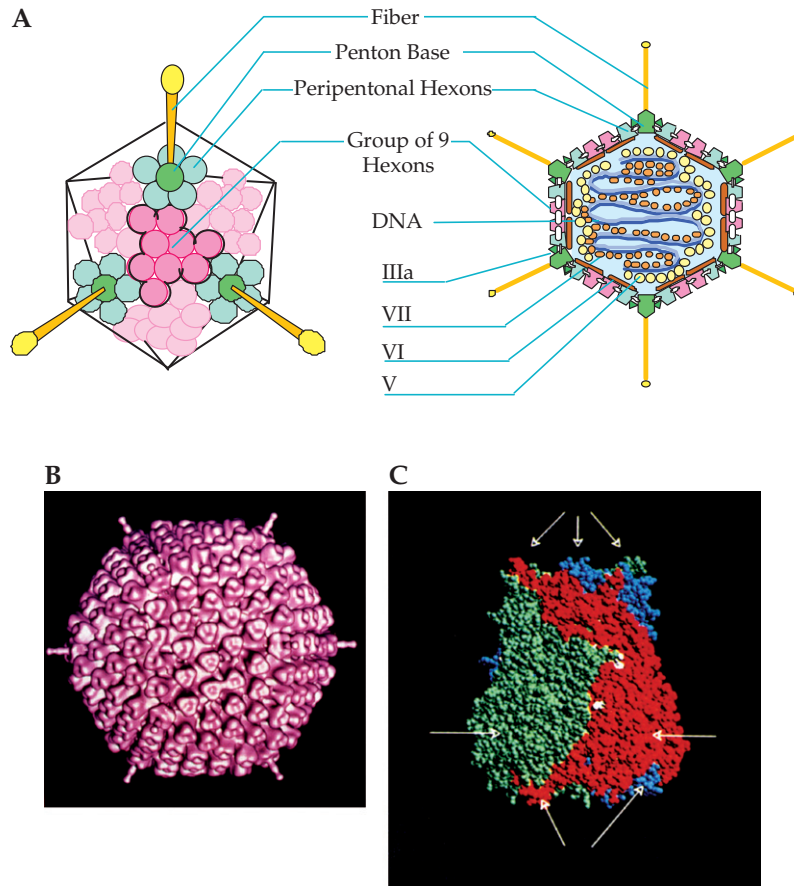 A
Fiber
Penton Base
Peripentonal Hexons
Group of 9
Hexons
DNA
IIIa
VII
VI
V
B
C